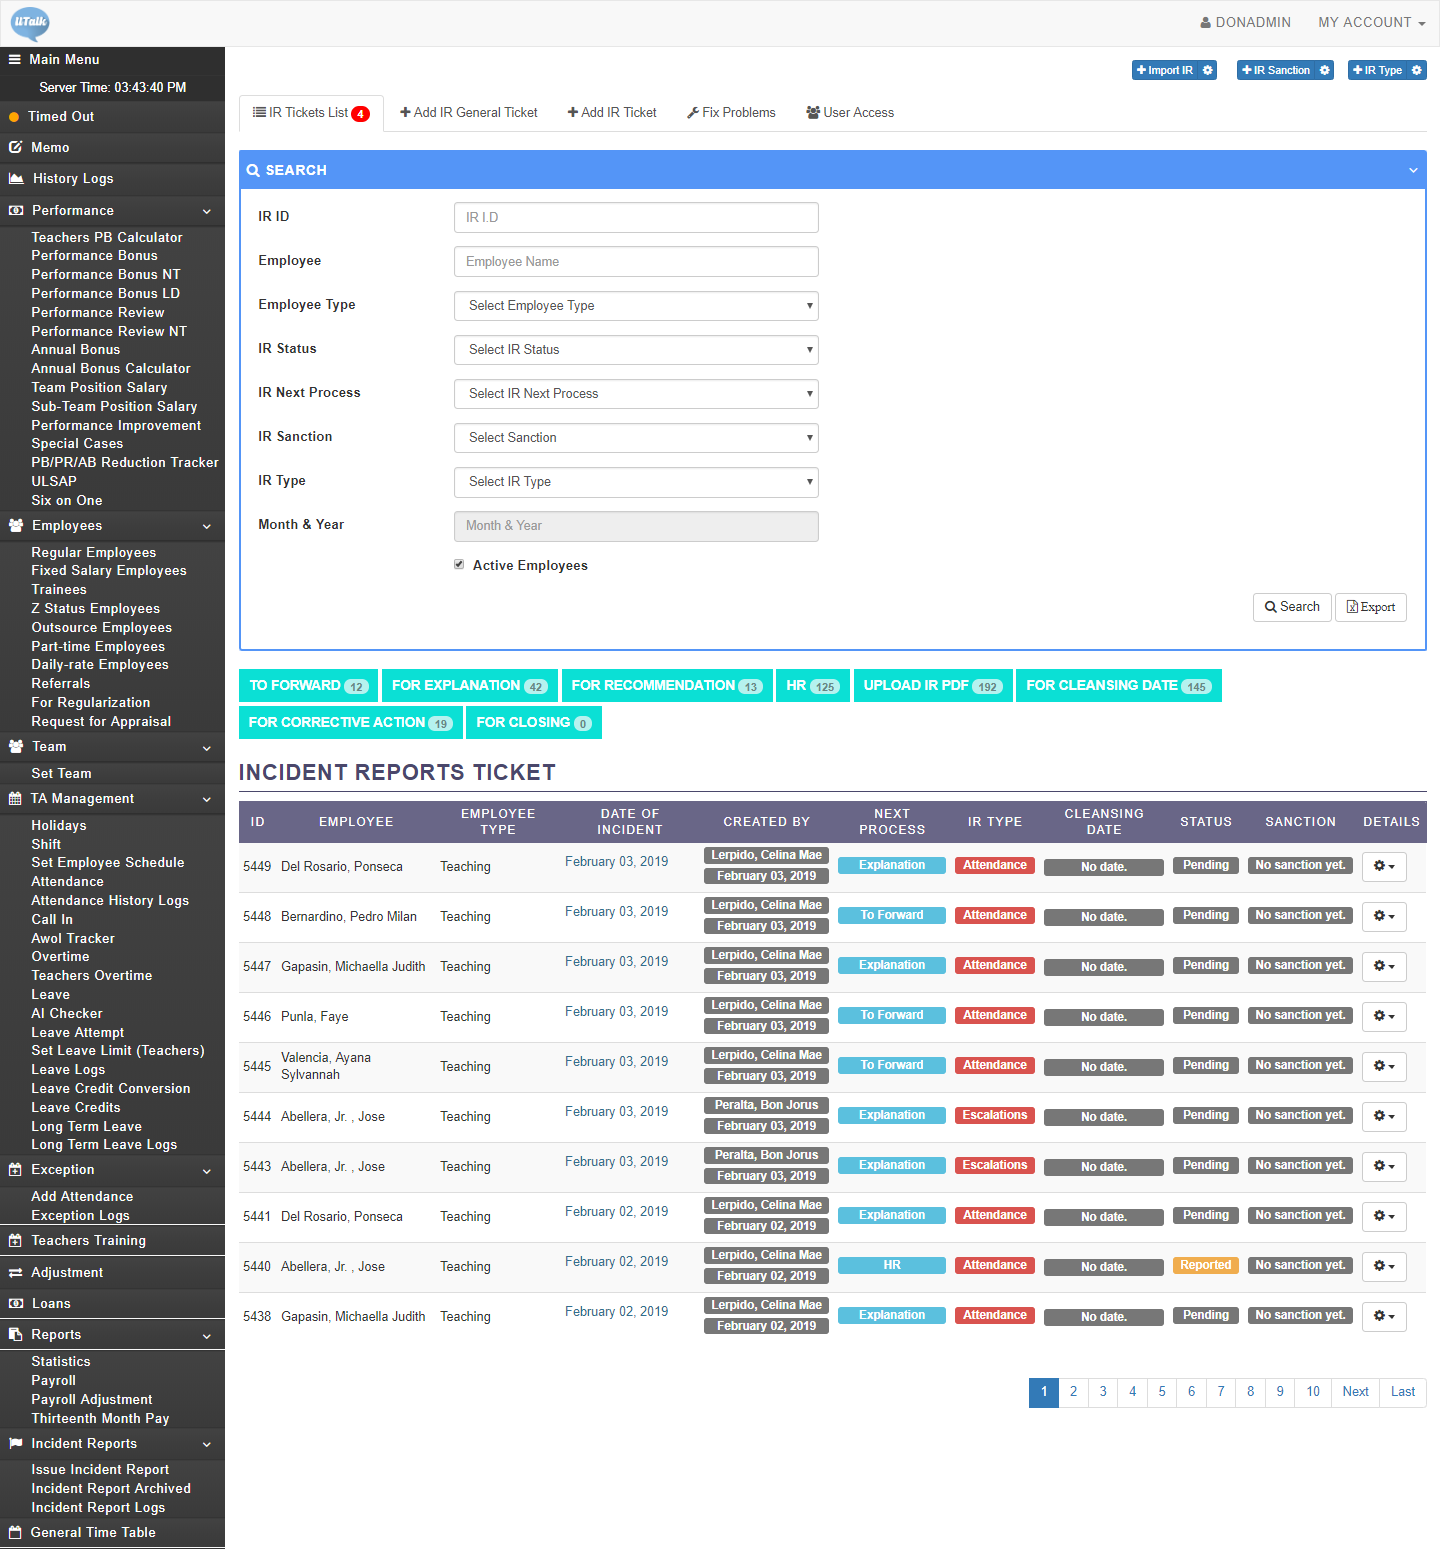 UTalk
DONADMIN
MY ACCOUNT
Main Menu
Server Time: 03:43:40 PM
Timed Out
Memo
History Logs
Performance
Teachers PB Calculator
Performance Bonus
Performance Bonus NT
Performance Bonus LD
Performance Review
Performance Review NT
Annual Bonus
Annual Bonus Calculator
Team Position Salary
Sub-Team Position Salary
Performance Improvement
Special Cases
PB/PR/AB Reduction Tracker
ULSAP
Six on One
Employees
Regular Employees
Fixed Salary Employees
Trainees
Z Status Employees
Outsource Employees
Part-time Employees
Daily-rate Employees
Referrals
For Regularization
Request for Appraisal
Team
Set Team
TA Management
Holidays
Shift
Set Employee Schedule
Attendance
Attendance History Logs
Call In
Awol Tracker
Overtime
Teachers Overtime
Leave
AI Checker
Leave Attempt
Set Leave Limit (Teachers)
Leave Logs
Leave Credit Conversion
Leave Credits
Long Term Leave
Long Term Leave Logs
Exception
Add Attendance
Exception Logs
Teachers Training
Adjustment
Loans
Reports
Statistics
Payroll
Payroll Adjustment
Thirteenth Month Pay
Incident Reports
Issue Incident Report
Incident Report Archived
Incident Report Logs
General Time Table
Import IR
IR Sanction
IR Type
IR Tickets List 4
Add IR General Ticket
Add IR Ticket
Fix Problems
User Access
SEARCH
IR ID IR I.D
Employee Employee Name
Employee Type Select Employee Type
IR Status Select IR Status
IR Next Process Select IR Next Process
IR Sanction Select Sanction
IR Type Select IR Type
Month & Year Month & Year
Active Employees
Search Export
TO FORWARD 12 FOR EXPLANATION 42 FOR RECOMMENDATION 13 HR 125 UPLOAD IR PDF 192 FOR CLEANSING DATE 145
FOR CORRECTIVE ACTION 19 FOR CLOSING 0
INCIDENT REPORTS TICKET
ID EMPLOYEE EMPLOYEE TYPE DATE OF INCIDENT CREATED BY NEXT PROCESS IR TYPE CLEANSING DATE STATUS SANCTION DETAILS
5449 Del Rosario, Ponseca Teaching February 03, 2019 Lerpido, Celina Mae February 03, 2019 Explanation Attendance No date. Pending No sanction yet.
5448 Bernardino, Pedro Milan Teaching February 03, 2019 Lerpido, Celina Mae February 03, 2019 To Forward Attendance No date. Pending No sanction yet.
5447 Gapasin, Michaella Judith Teaching February 03, 2019 Lerpido, Celina Mae February 03, 2019 Explanation Attendance No date. Pending No sanction yet.
5446 Punla, Faye Teaching February 03, 2019 Lerpido, Celina Mae February 03, 2019 To Forward Attendance No date. Pending No sanction yet.
5445 Valencia, Ayana Sylvannah Teaching February 03, 2019 Lerpido, Celina Mae February 03, 2019 To Forward Attendance No date. Pending No sanction yet.
5444 Abellera, Jr. , Jose Teaching February 03, 2019 Peralta, Bon Jorus February 03, 2019 Explanation Escalations No date. Pending No sanction yet.
5443 Abellera, Jr. , Jose Teaching February 03, 2019 Peralta, Bon Jorus February 03, 2019 Explanation Escalations No date. Pending No sanction yet.
5441 Del Rosario, Ponseca Teaching February 02, 2019 Lerpido, Celina Mae February 02, 2019 Explanation Attendance No date. Pending No sanction yet.
5440 Abellera, Jr. , Jose Teaching February 02, 2019 Lerpido, Celina Mae February 02, 2019 HR Attendance No date. Reported No sanction yet.
5438 Gapasin, Michaella Judith Teaching February 02, 2019 Lerpido, Celina Mae February 02, 2019 Explanation Attendance No date. Pending No sanction yet.
1 2 3 4 5 6 7 8 9 10 Next Last